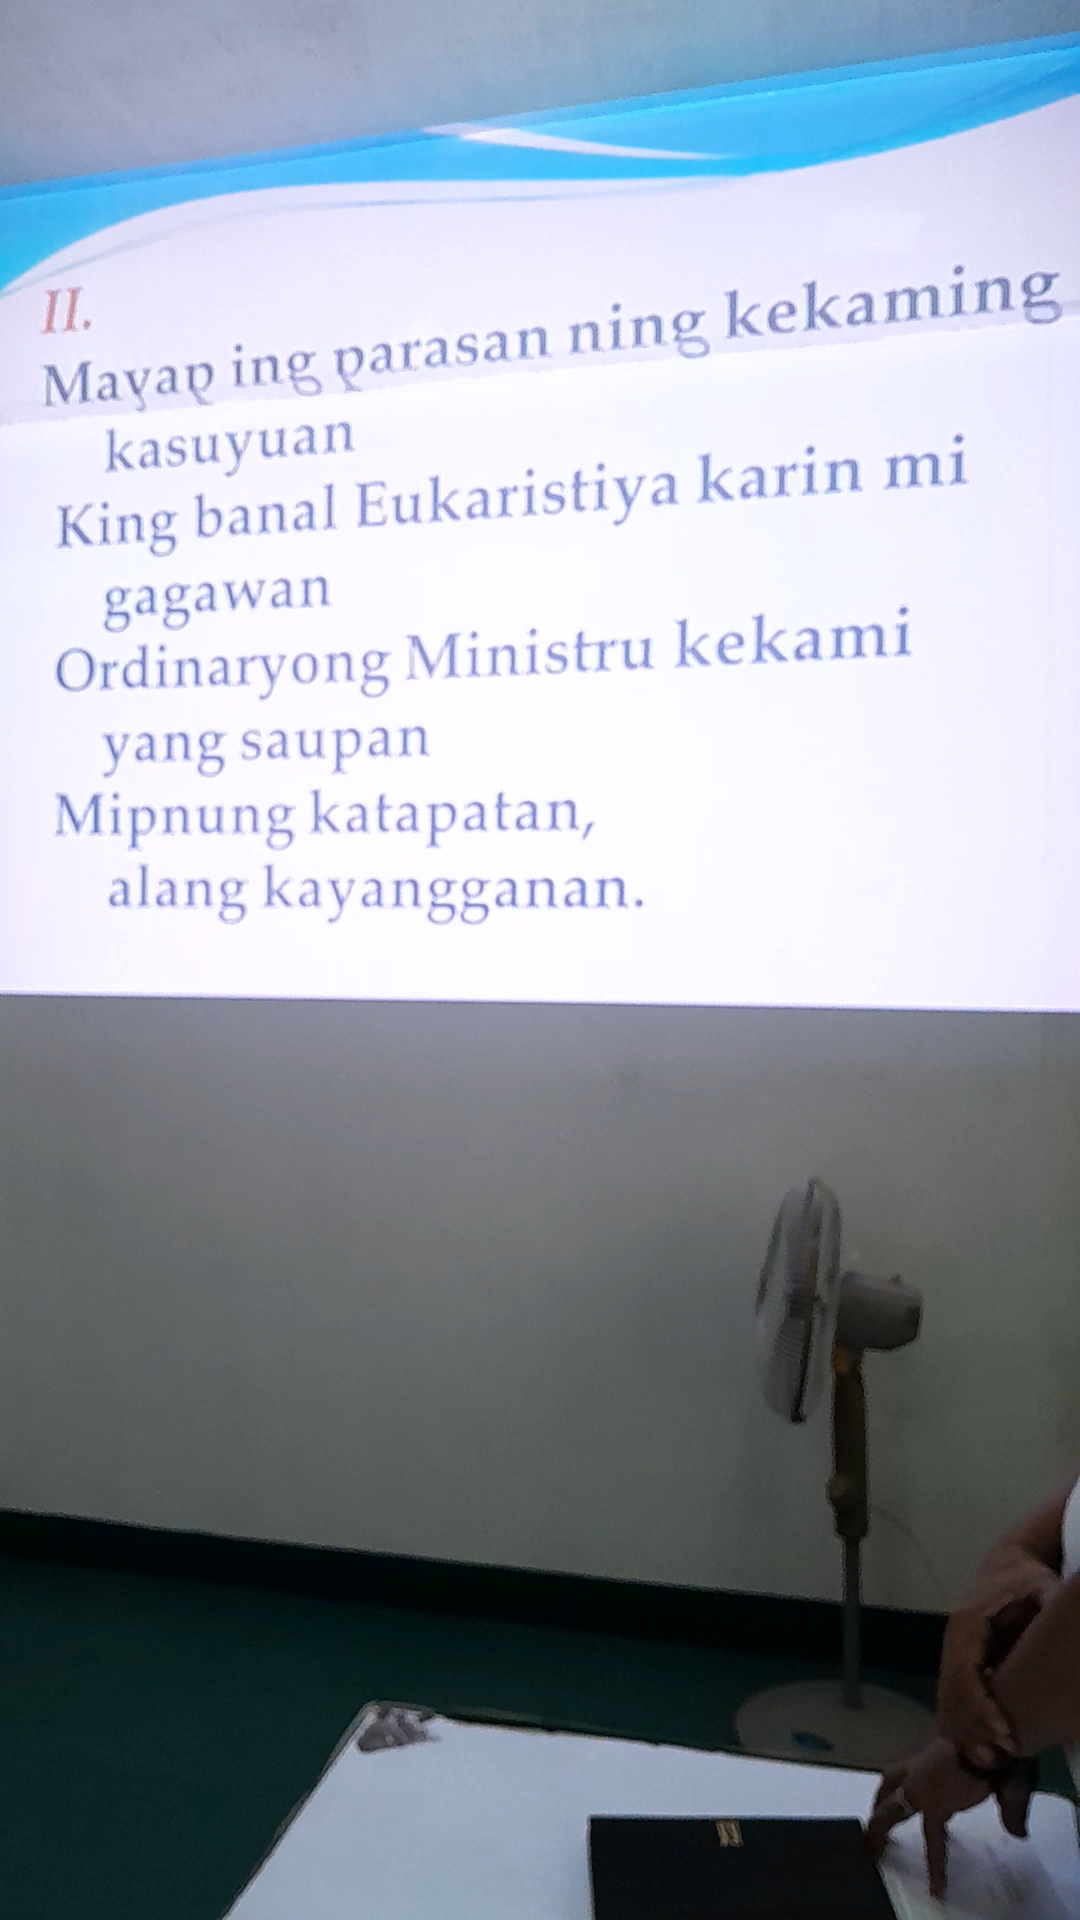 II.
Mayap ing parasan ning kekaming
kasuyuan
King banal Eukaristiya karin mi
gagawan
Ordinaryong Ministru kekami
yang saupan
Mipnung katapatan,
alang kayangganan.